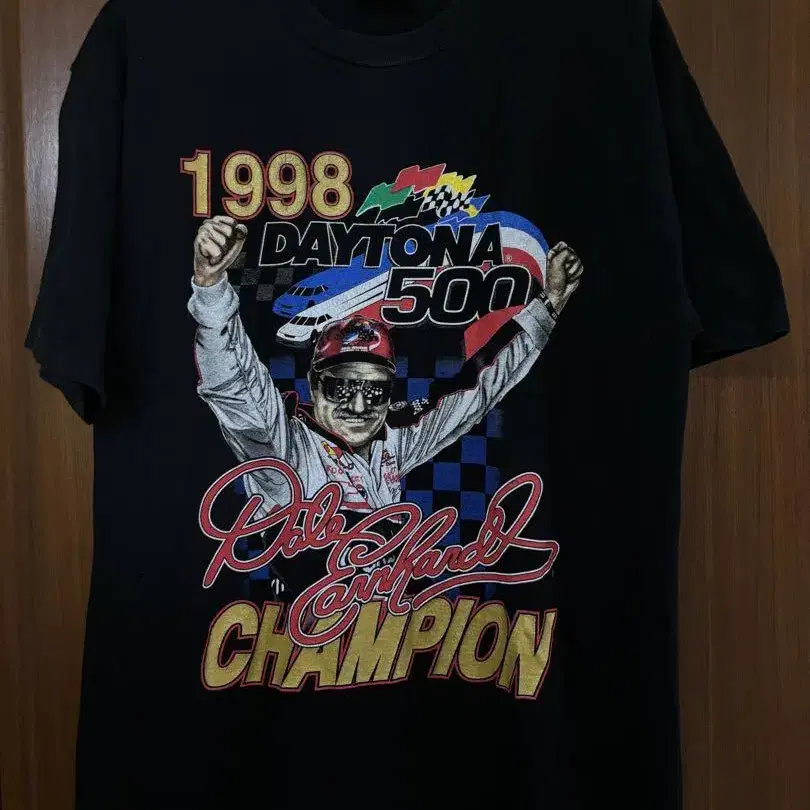 1998
DAYTONA
500
Dale
Earnhardt
CHAMPION